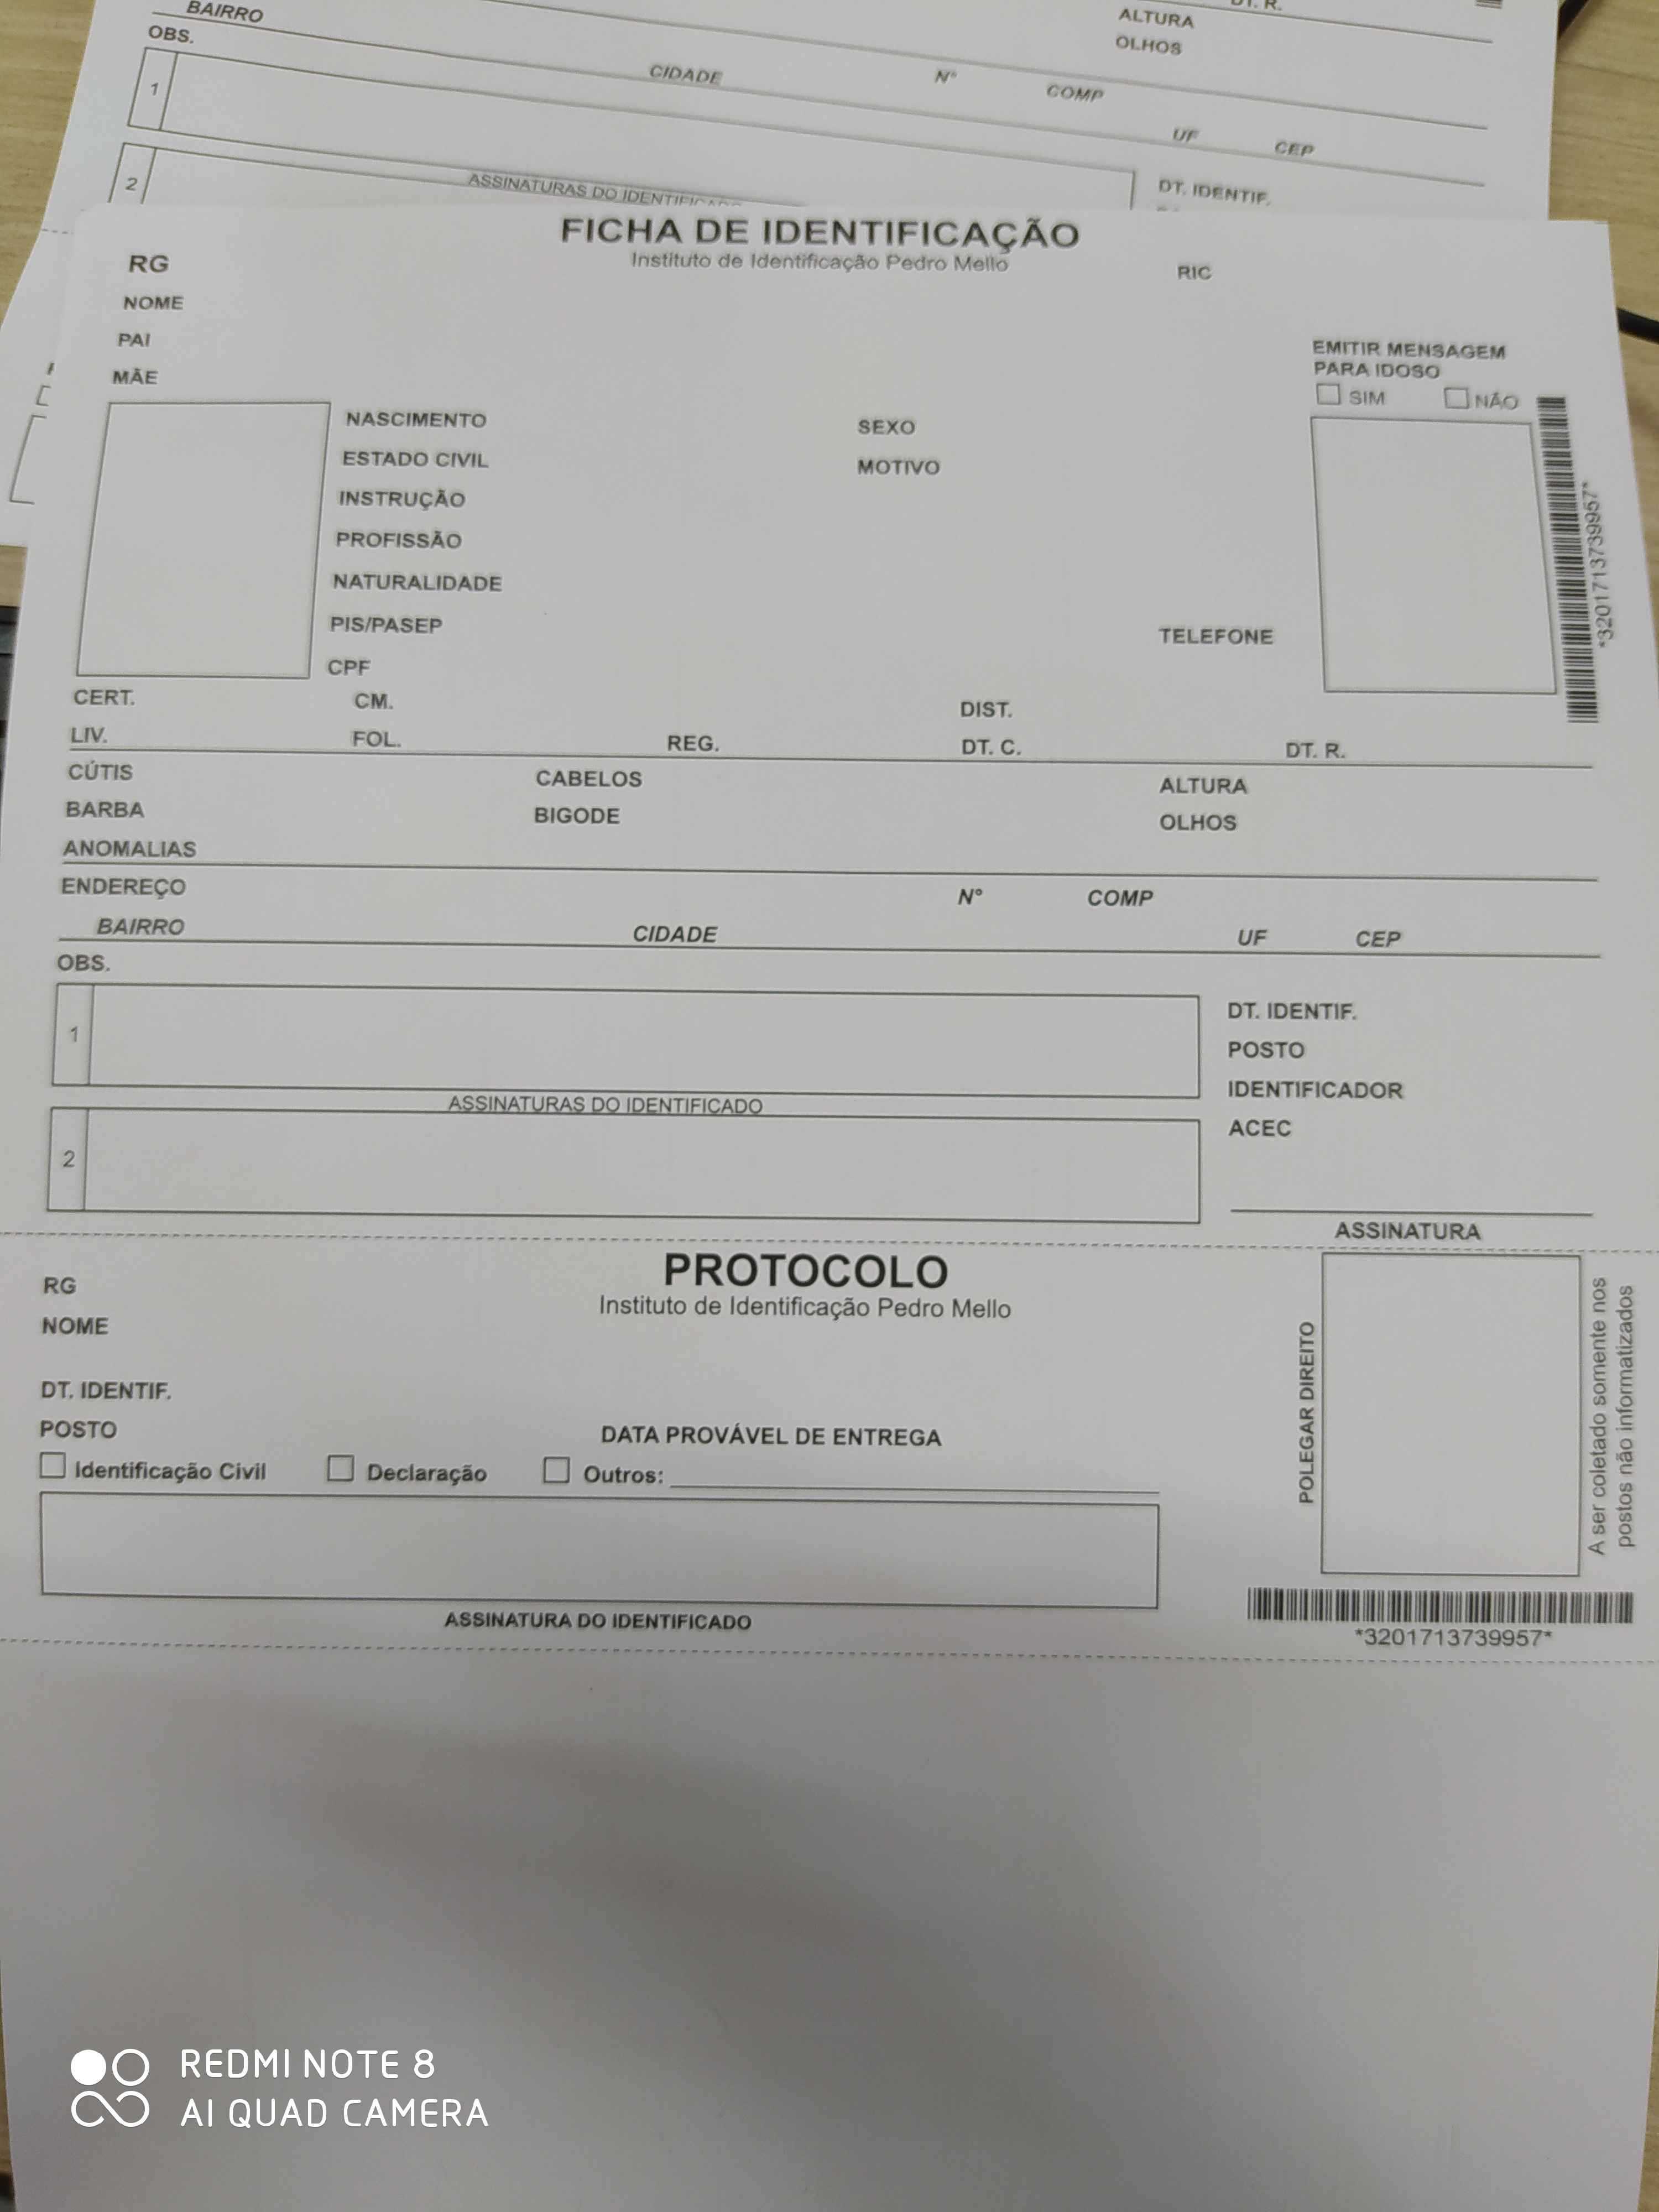 DT. R.
BAIRRO
ALTURA
OBS.
OLHOS
CIDADE Nº COMP
1
UF CEP
2
ASSINATURAS DO IDENTIFICADO
DT. IDENTIF.
FICHA DE IDENTIFICAÇÃO
Instituto de Identificação Pedro Mello
RG
RIC
NOME
PAI
EMITIR MENSAGEM
PARA IDOSO
MÃE
SIM NÃO
NASCIMENTO SEXO
ESTADO CIVIL MOTIVO
INSTRUÇÃO
PROFISSÃO
NATURALIDADE
PIS/PASEP TELEFONE
CPF
*3201713739957*
CERT. CM. DIST.
LIV. FOL. REG. DT. C. DT. R.
CÚTIS CABELOS ALTURA
BARBA BIGODE OLHOS
ANOMALIAS
ENDEREÇO Nº COMP
BAIRRO CIDADE UF CEP
OBS.
1
DT. IDENTIF.
POSTO
IDENTIFICADOR
ASSINATURAS DO IDENTIFICADO
ACEC
2
ASSINATURA
PROTOCOLO
Instituto de Identificação Pedro Mello
RG
NOME
DT. IDENTIF.
POSTO DATA PROVÁVEL DE ENTREGA
Identificação Civil Declaração Outros:
POLEGAR DIREITO
A ser coletado somente nos
postos não informatizados
ASSINATURA DO IDENTIFICADO
*3201713739957*
REDMI NOTE 8
AI QUAD CAMERA